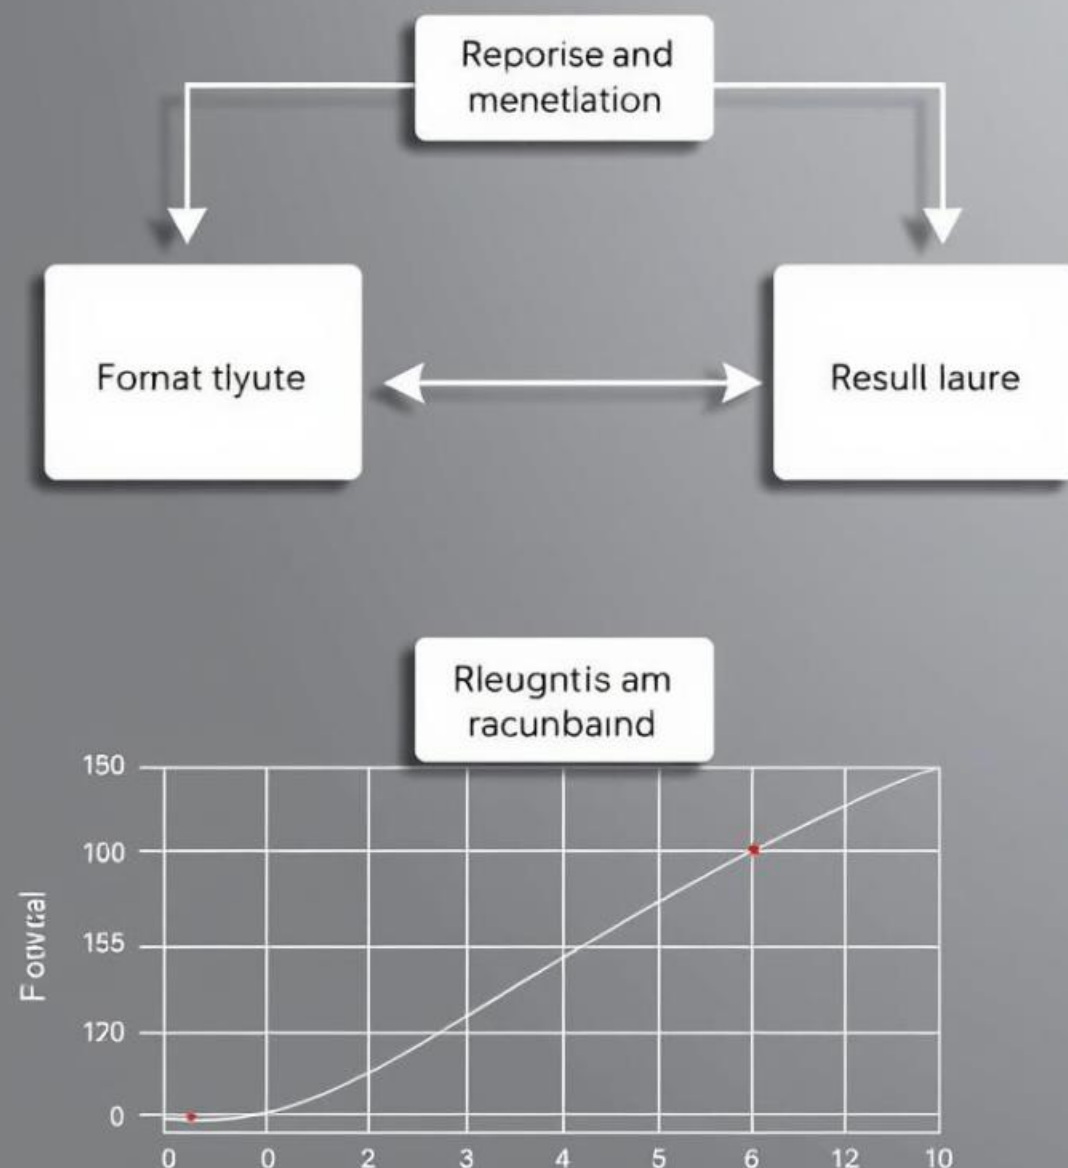 Reporise and
menetlation
Fornat tlyute
Resull laure
Rleugntis am
racunbaind
150
100
155
120
0
Fouvcal
0 0 2 3 4 5 6 12 10